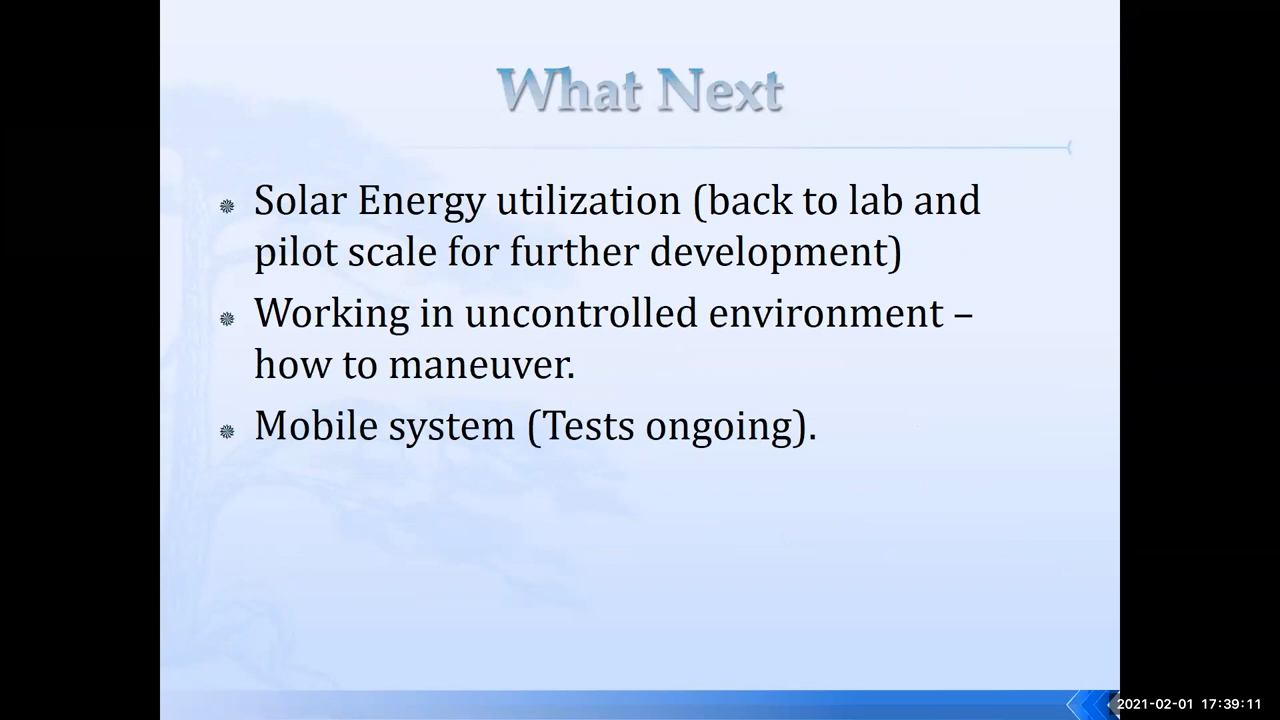 What Next
Solar Energy utilization (back to lab and
pilot scale for further development)
Working in uncontrolled environment –
how to maneuver.
Mobile system (Tests ongoing).
2021-02-01 17:39:11